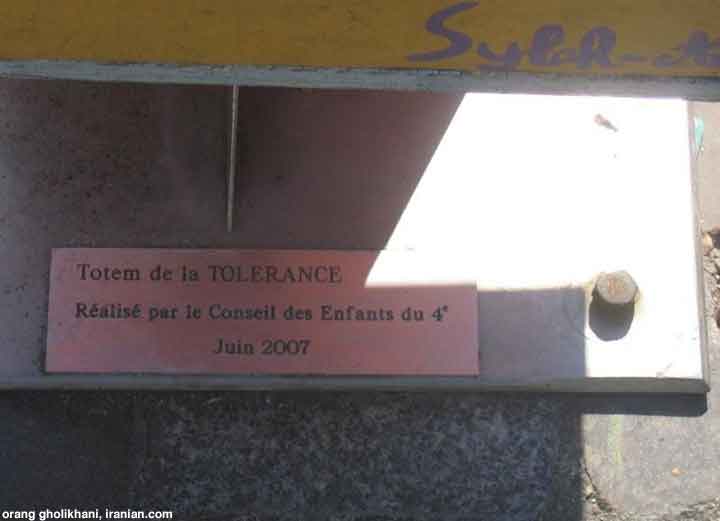 Totem de la TOLERANCE
Réalisé par le Conseil des Enfants du 4e
Juin 2007
orang gholikhani, iranian.com